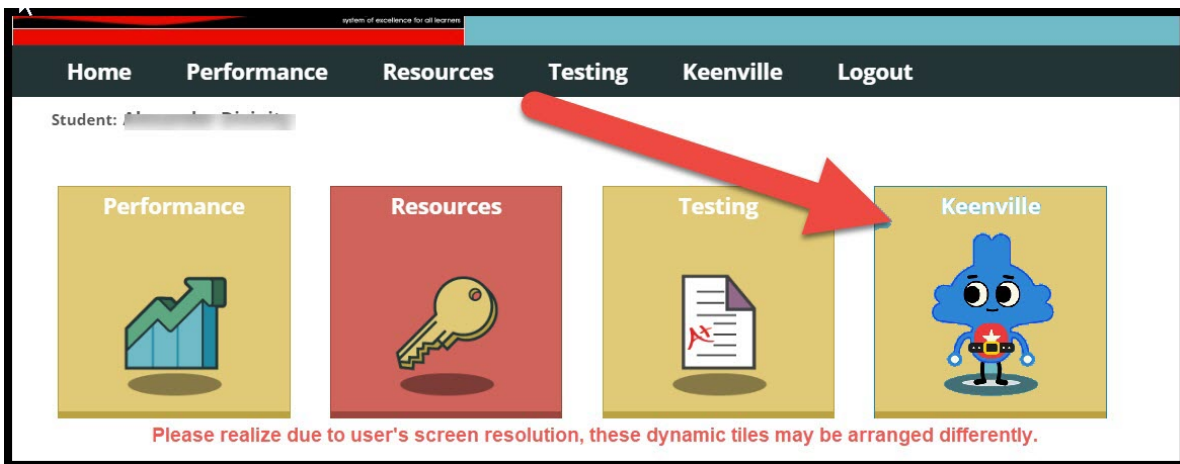 system of excellence for all learners
Home Performance Resources Testing Keenville Logout
Student:
Performance Resources Testing Keenville
A+
Please realize due to user's screen resolution, these dynamic tiles may be arranged differently.